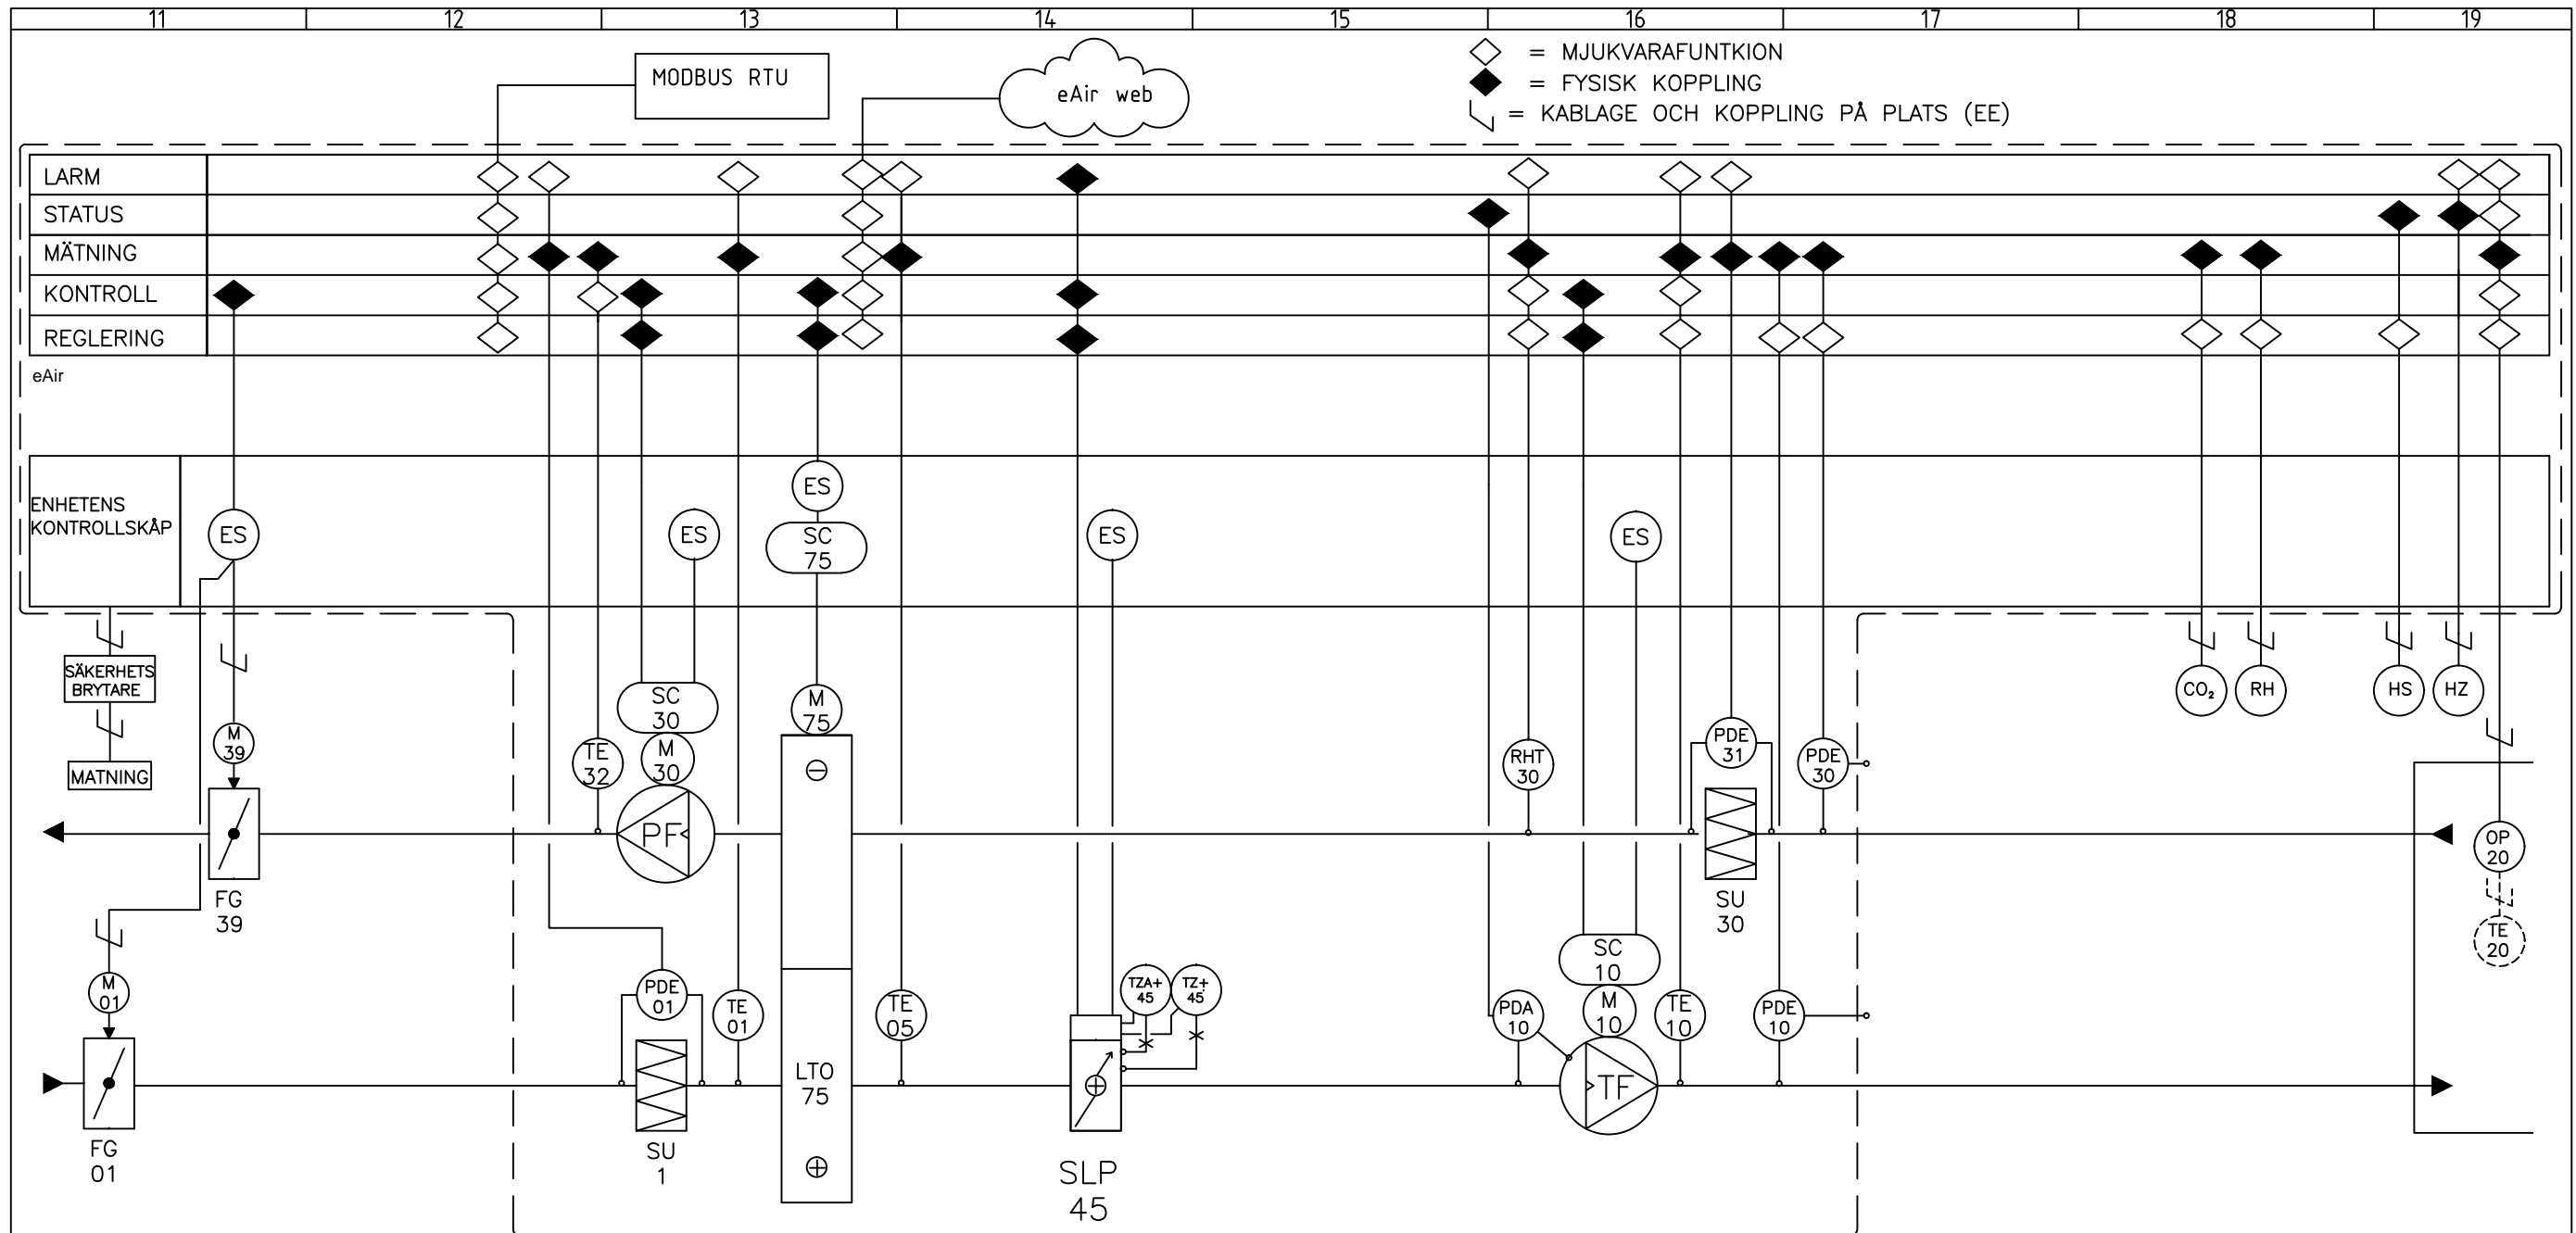 11 12 13 14 15 16 17 18 19
MODBUS RTU
eAir web
= MJUKVARAFUNTKION
= FYSISK KOPPLING
= KABLAGE OCH KOPPLING PÅ PLATS (EE)
LARM
STATUS
MÄTNING
KONTROLL
REGLERING
eAir
ENHETENS
KONTROLLSKÅP
ES
ES
SC
75
ES
ES
ES
SÄKERHETS
BRYTARE
MATNING
M
39
TE
32
SC
30
M
30
M
75
RHT
30
PDE
31
PDE
30
CO₂
RH
HS
HZ
PF
FG
39
SU
30
OP
20
TE
20
M
01
PDE
01
TE
01
TE
05
TZA+
45
TZ+
45
PDA
10
SC
10
M
10
TE
10
PDE
10
LTO
75
TF
FG
01
SU
1
SLP
45